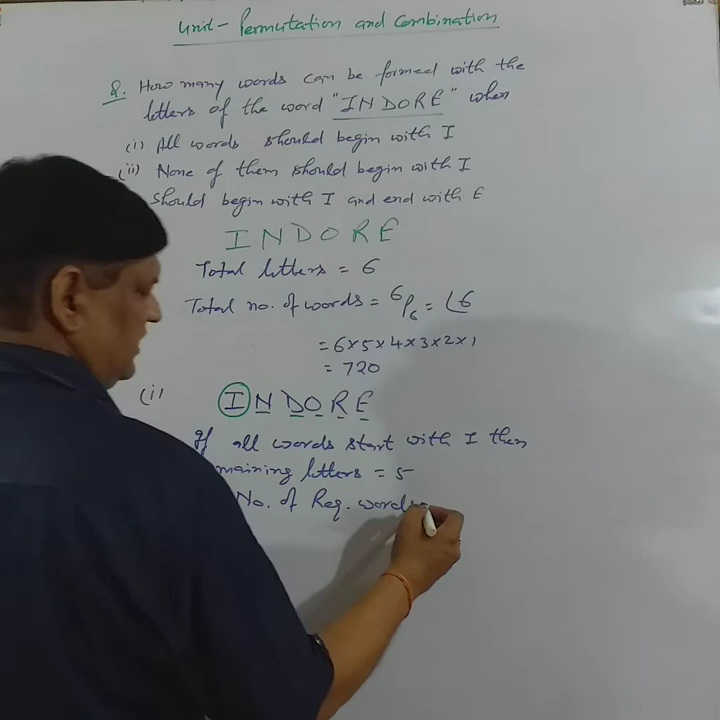 Unit - Permutation and Combination
Q. How many words can be formed with the
letters of the word "INDORE" when
(i) All words should begin with I
(ii) None of them should begin with I
should begin with I and end with E
INDORE
Total letters = 6
Total no. of words = ⁶P₆ = ⌊6
= 6×5×4×3×2×1
= 720
(i) INDORE
If all words start with I then
maining letters = 5
No. of Req. words